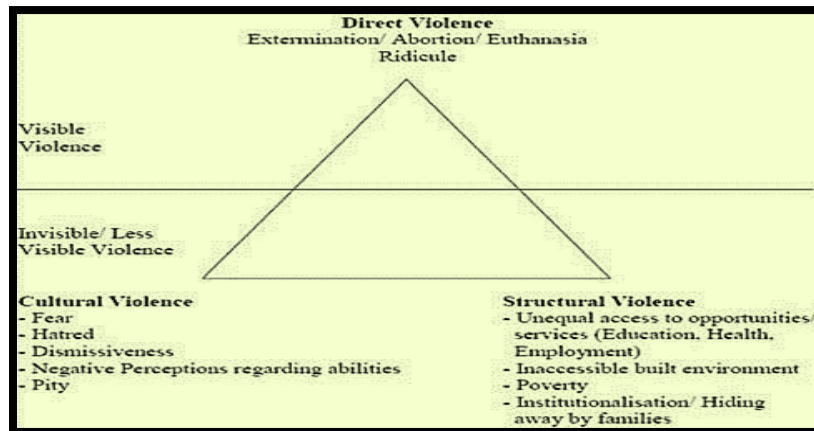 Direct Violence
Extermination/ Abortion/ Euthanasia
Ridicule
Visible
Violence
Invisible/ Less
Visible Violence
Cultural Violence
- Fear
- Hatred
- Dismissiveness
- Negative Perceptions regarding abilities
- Pity
Structural Violence
- Unequal access to opportunities/
services (Education, Health,
Employment)
- Inaccessible built environment
- Poverty
- Institutionalisation/ Hiding
away by families